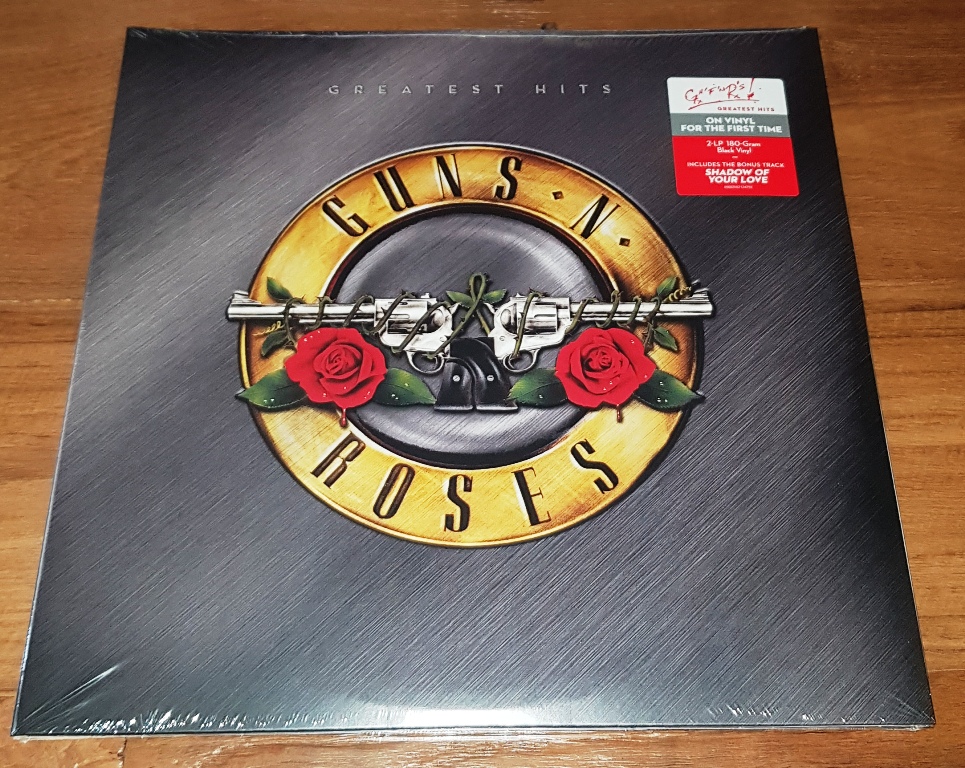 GREATEST HITS
GUNS · N ·
ROSES
GREATEST HITS
ON VINYL
FOR THE FIRST TIME
2-LP 180-Gram
Black Vinyl
INCLUDES THE BONUS TRACK
SHADOW OF
YOUR LOVE